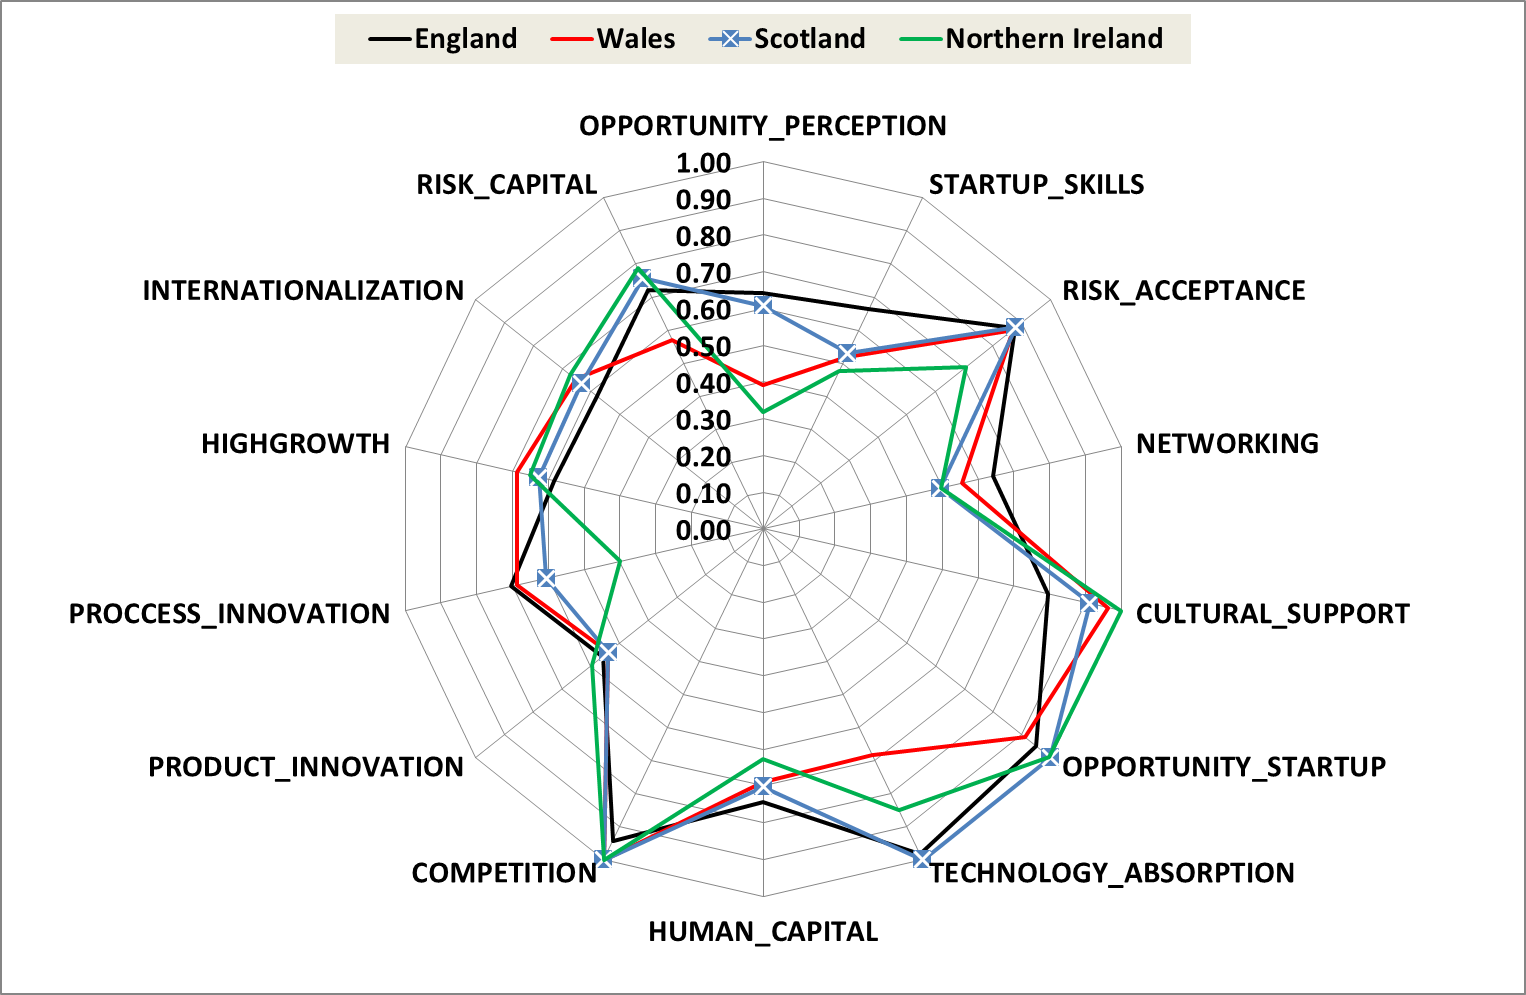 England Wales Scotland Northern Ireland
OPPORTUNITY_PERCEPTION
1.00
RISK_CAPITAL
STARTUP_SKILLS
0.90
0.80
0.70
INTERNATIONALIZATION
RISK_ACCEPTANCE
0.60
0.50
0.40
0.30
HIGHGROWTH
NETWORKING
0.20
0.10
0.00
PROCCESS_INNOVATION
CULTURAL_SUPPORT
PRODUCT_INNOVATION
OPPORTUNITY_STARTUP
COMPETITION
TECHNOLOGY_ABSORPTION
HUMAN_CAPITAL